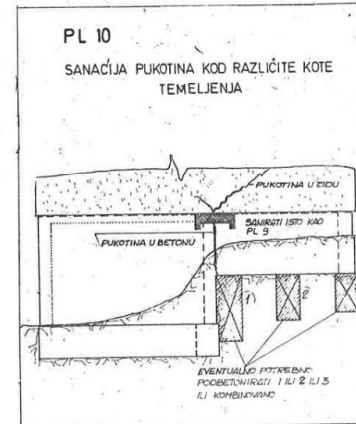 PL 10
SANACIJA PUKOTINA KOD RAZLIČITE KOTE
TEMELJENJA
PUKOTINA U ZIDU
SANIRATI ISTO KAO
PL 9
PUKOTINA U BETONU
1)
2
EVENTUALNO POTREBNO
PODBETONIRATI 1 ILI 2 ILI 3
ILI KOMBINOVANO